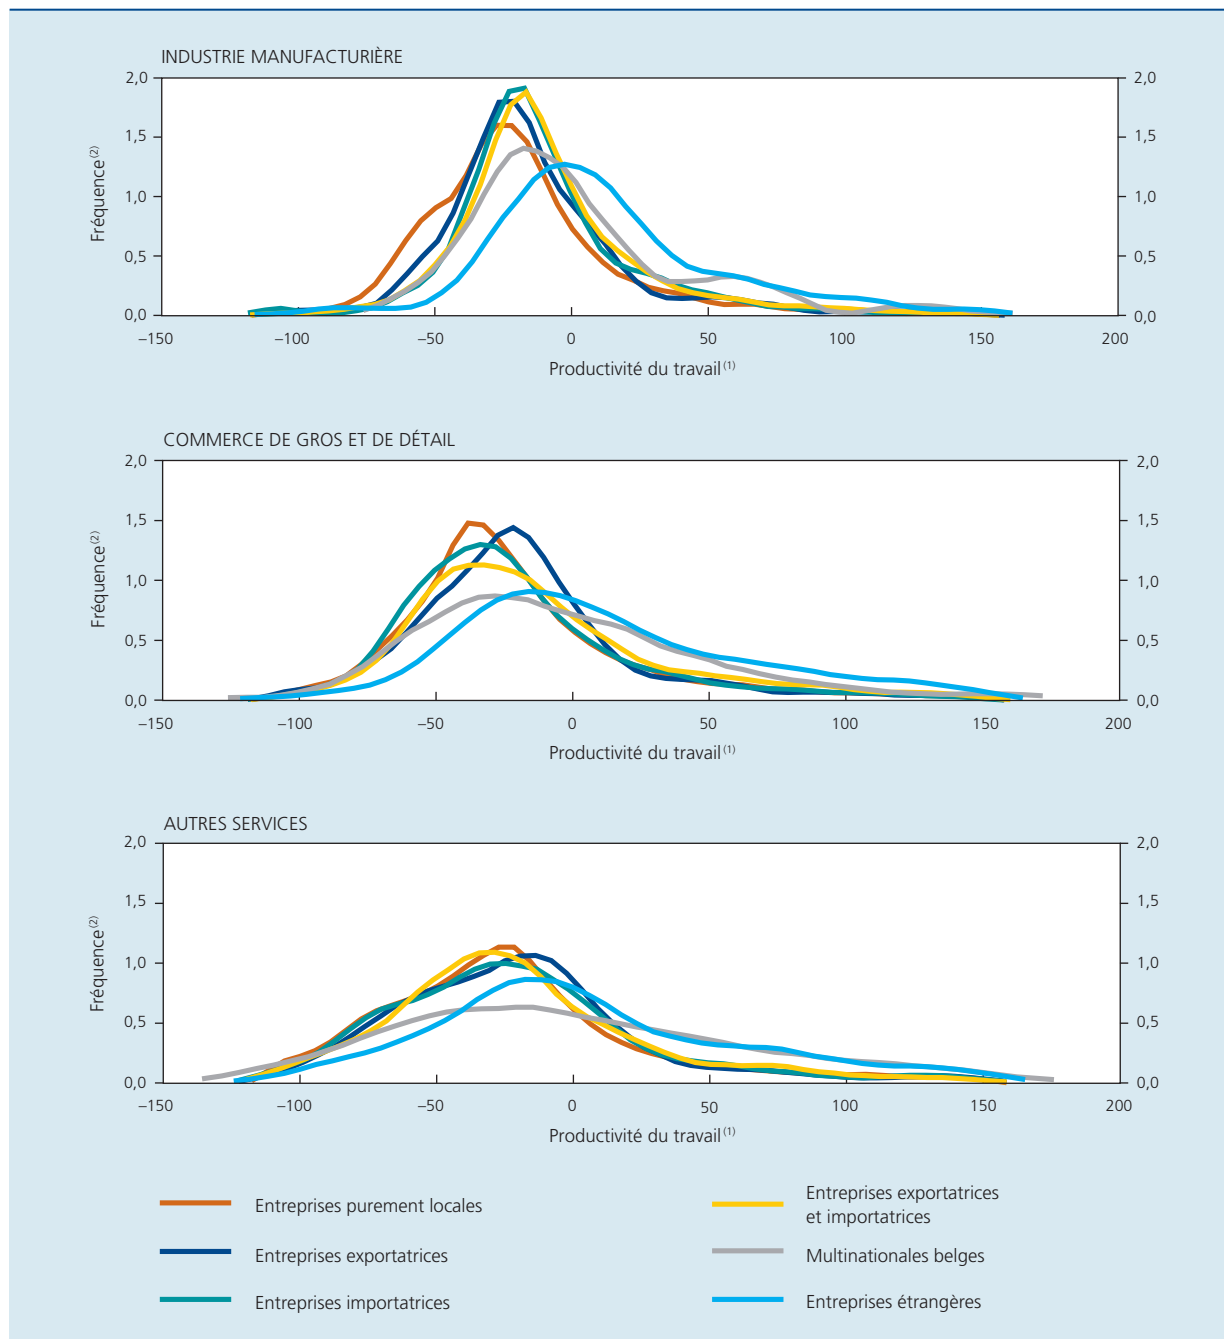 INDUSTRIE MANUFACTURIÈRE
2,0 2,0
1,5 1,5
1,0 1,0
0,5 0,5
0,0 0,0
Fréquence(2)
–150 –100 –50 0 50 100 150 200
Productivité du travail(1)
COMMERCE DE GROS ET DE DÉTAIL
2,0 2,0
1,5 1,5
1,0 1,0
0,5 0,5
0,0 0,0
Fréquence(2)
–150 –100 –50 0 50 100 150 200
Productivité du travail(1)
AUTRES SERVICES
2,0 2,0
1,5 1,5
1,0 1,0
0,5 0,5
0,0 0,0
Fréquence(2)
–150 –100 –50 0 50 100 150 200
Productivité du travail(1)
Entreprises purement locales
Entreprises exportatrices
Entreprises importatrices
Entreprises exportatrices
et importatrices
Multinationales belges
Entreprises étrangères